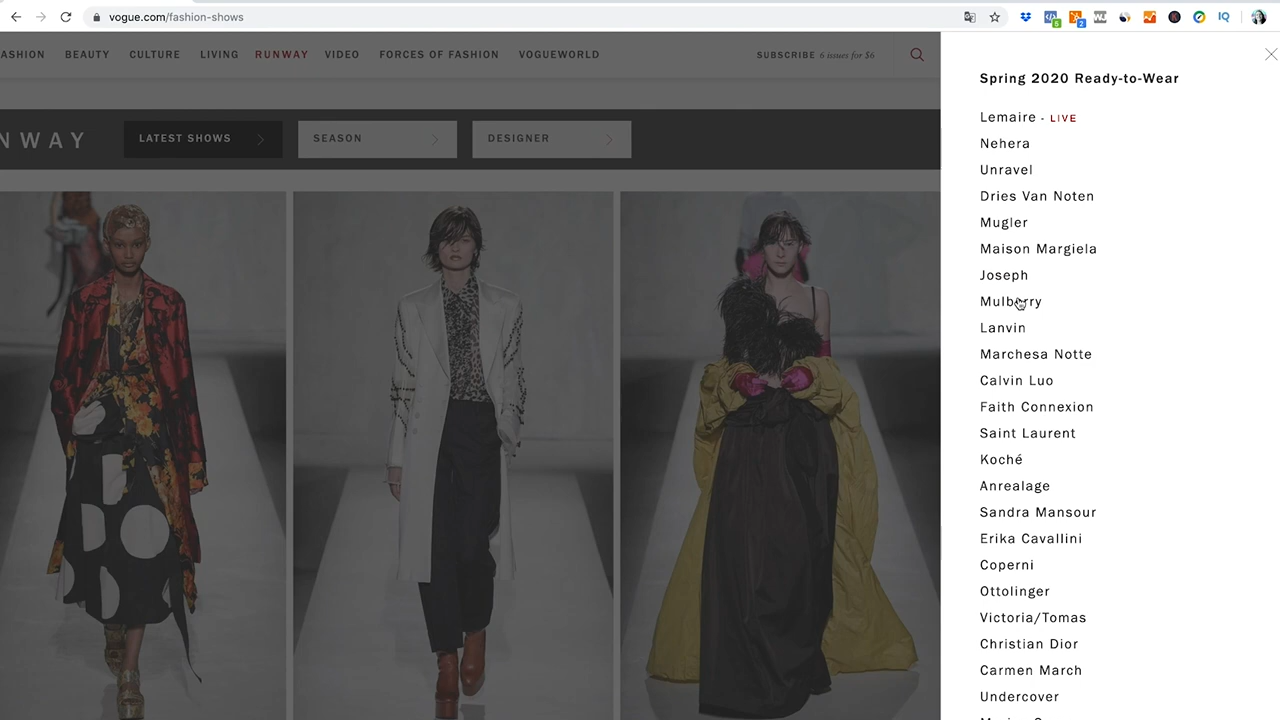 vogue.com/fashion-shows
5
2
IQ
ASHION BEAUTY CULTURE LIVING RUNWAY VIDEO FORCES OF FASHION VOGUEWORLD
SUBSCRIBE 6 issues for $6
NWAY
LATEST SHOWS
SEASON
DESIGNER
Spring 2020 Ready-to-Wear
Lemaire - LIVE
Nehera
Unravel
Dries Van Noten
Mugler
Maison Margiela
Joseph
Mulberry
Lanvin
Marchesa Notte
Calvin Luo
Faith Connexion
Saint Laurent
Koché
Anrealage
Sandra Mansour
Erika Cavallini
Coperni
Ottolinger
Victoria/Tomas
Christian Dior
Carmen March
Undercover